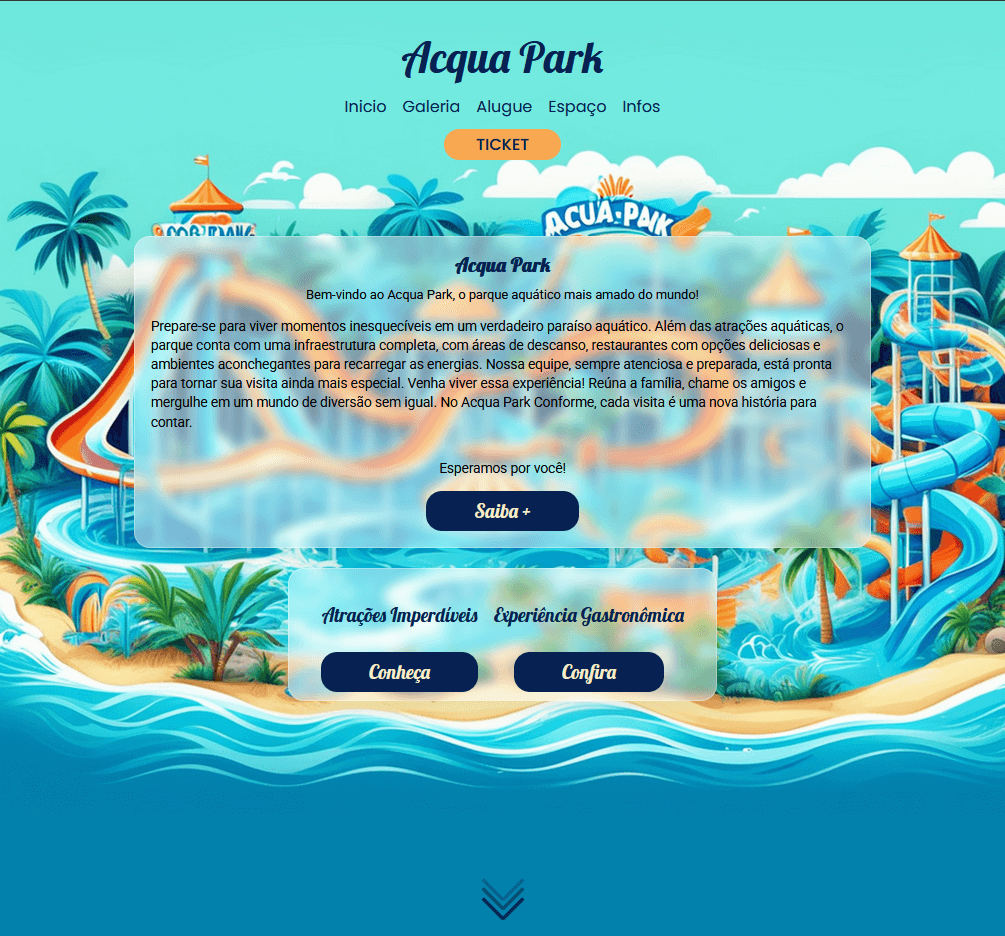 Acqua Park
Inicio Galeria Alugue Espaço Infos
TICKET
ACUA·PAIK
Acqua Park
Bem-vindo ao Acqua Park, o parque aquático mais amado do mundo!
Prepare-se para viver momentos inesquecíveis em um verdadeiro paraíso aquático. Além das atrações aquáticas, o
parque conta com uma infraestrutura completa, com áreas de descanso, restaurantes com opções deliciosas e
ambientes aconchegantes para recarregar as energias. Nossa equipe, sempre atenciosa e preparada, está pronta
para tornar sua visita ainda mais especial. Venha viver essa experiência! Reúna a família, chame os amigos e
mergulhe em um mundo de diversão sem igual. No Acqua Park Conforme, cada visita é uma nova história para
contar.
Esperamos por você!
Saiba +
Atrações Imperdíveis Experiência Gastronômica
Conheça Confira